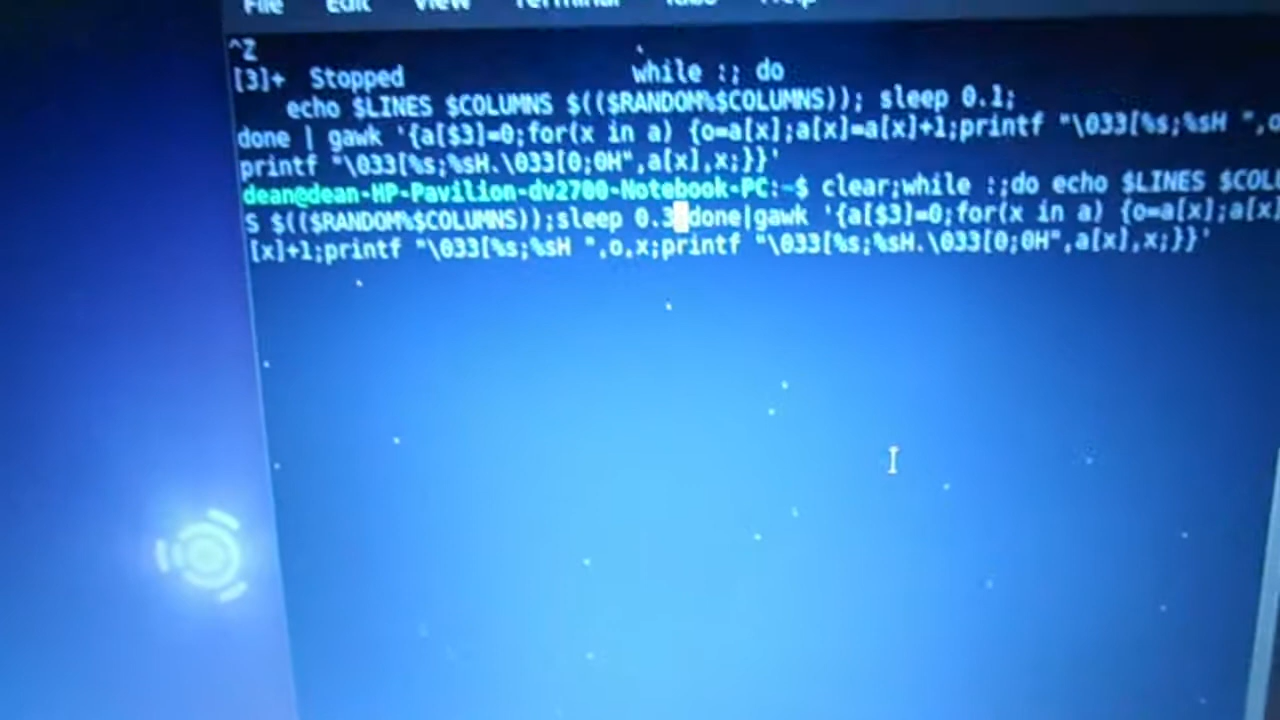 File Edit View Terminal Tabs Help
^Z
[3]+ Stopped while :; do
echo $LINES $COLUMNS $(($RANDOM%$COLUMNS)); sleep 0.1;
done | gawk '{a[$3]=0;for(x in a) {o=a[x];a[x]=a[x]+1;printf "\033[%s;%sH ",o
printf "\033[%s;%sH.\033[0;0H",a[x],x;}}'
dean@dean-HP-Pavilion-dv2700-Notebook-PC:~$ clear;while :;do echo $LINES $COL
S $(($RANDOM%$COLUMNS));sleep 0.3;done|gawk '{a[$3]=0;for(x in a) {o=a[x];a[x]
[x]+1;printf "\033[%s;%sH ",o,x;printf "\033[%s;%sH.\033[0;0H",a[x],x;}}'